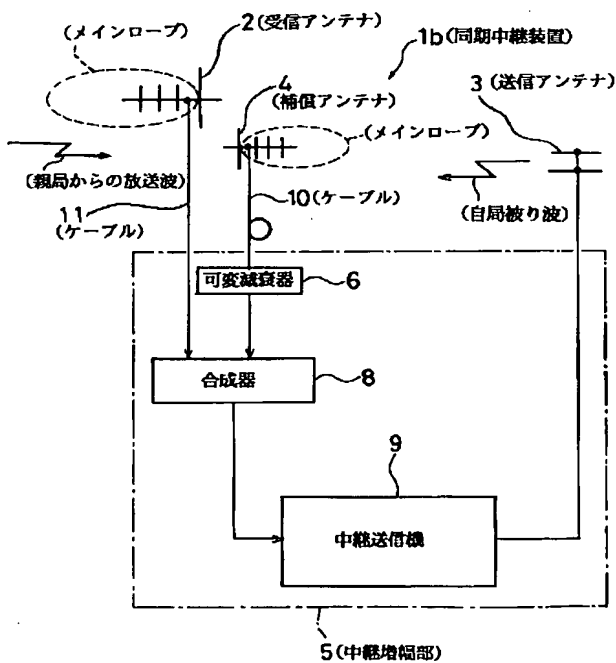 (メインローブ)
2(受信アンテナ)
1b(同期中継装置)
4
(補償アンテナ)
3(送信アンテナ)
(メインローブ)
(親局からの放送波)
10(ケーブル)
(自局被り波)
11
(ケーブル)
可変減衰器
6
合成器
8
9
中継送信機
5(中継増幅部)